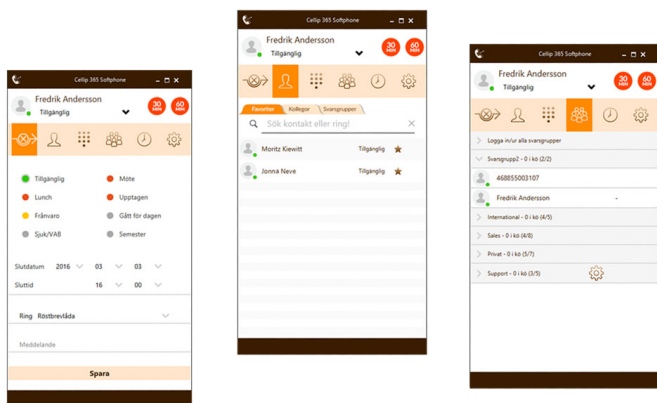 Cellip 365 Softphone
Fredrik Andersson
Tillgänglig
30
MIN
60
MIN
Tillgänglig
Möte
Lunch
Upptagen
Frånvaro
Gått för dagen
Sjuk/VAB
Semester
Slutdatum 2016 03 03
Sluttid 16 00
Ring Röstbrevlåda
Meddelande
Spara
Cellip 365 Softphone
Fredrik Andersson
Tillgänglig
30
MIN
60
MIN
Favoriter Kollegor Svarsgrupper
Sök kontakt eller ring!
Moritz Kiewitt Tillgänglig
Jonna Neve Tillgänglig
Cellip 365 Softphone
Fredrik Andersson
Tillgänglig
30
MIN
60
MIN
Logga in/ur alla svarsgrupper
Svarsgrupp2 - 0 i kö (2/2)
468855003107
Fredrik Andersson -
International - 0 i kö (4/5)
Sales - 0 i kö (4/8)
Privat - 0 i kö (5/7)
Support - 0 i kö (3/5)